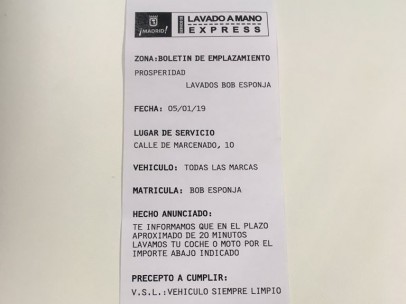 ¡MADRID!
LAVADO A MANO
EXPRESS
ZONA:BOLETIN DE EMPLAZAMIENTO
PROSPERIDAD
LAVADOS BOB ESPONJA
FECHA: 05/01/19
LUGAR DE SERVICIO
CALLE DE MARCENADO, 10
VEHICULO: TODAS LAS MARCAS
MATRICULA: BOB ESPONJA
HECHO ANUNCIADO:
TE INFORMAMOS QUE EN EL PLAZO
APROXIMADO DE 20 MINUTOS
LAVAMOS TU COCHE O MOTO POR EL
IMPORTE ABAJO INDICADO
PRECEPTO A CUMPLIR:
V.S.L.:VEHICULO SIEMPRE LIMPIO